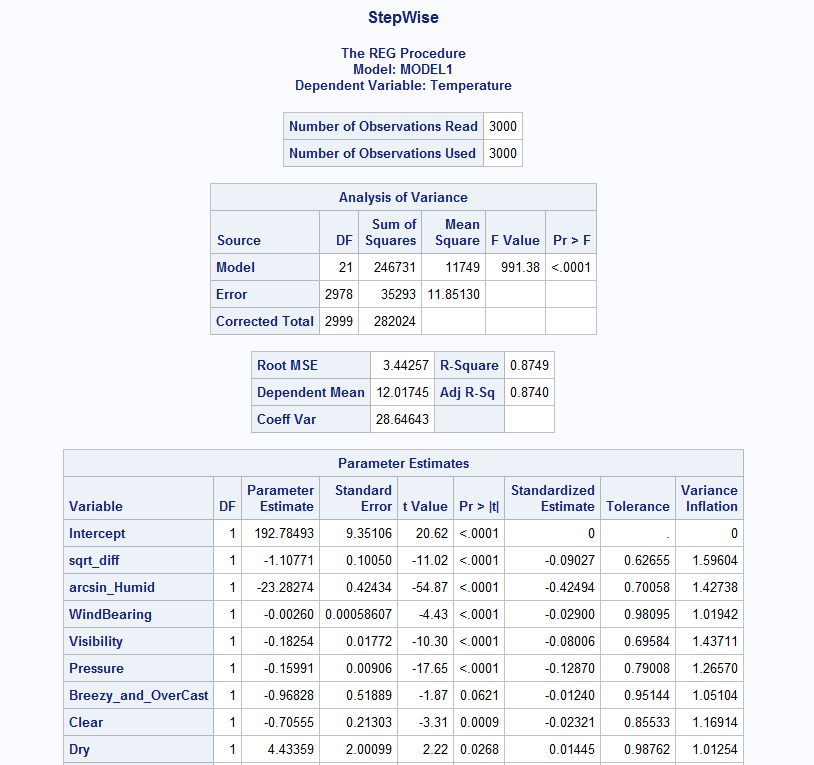 StepWise
The REG Procedure
Model: MODEL1
Dependent Variable: Temperature
Number of Observations Read 3000
Number of Observations Used 3000
Analysis of Variance
Source DF Sum of Squares Mean Square F Value Pr > F
Model 21 246731 11749 991.38 <.0001
Error 2978 35293 11.85130
Corrected Total 2999 282024
Root MSE 3.44257 R-Square 0.8749
Dependent Mean 12.01745 Adj R-Sq 0.8740
Coeff Var 28.64643
Parameter Estimates
Variable DF Parameter Estimate Standard Error t Value Pr > |t| Standardized Estimate Tolerance Variance Inflation
Intercept 1 192.78493 9.35106 20.62 <.0001 0 . 0
sqrt_diff 1 -1.10771 0.10050 -11.02 <.0001 -0.09027 0.62655 1.59604
arcsin_Humid 1 -23.28274 0.42434 -54.87 <.0001 -0.42494 0.70058 1.42738
WindBearing 1 -0.00260 0.00058607 -4.43 <.0001 -0.02900 0.98095 1.01942
Visibility 1 -0.18254 0.01772 -10.30 <.0001 -0.08006 0.69584 1.43711
Pressure 1 -0.15991 0.00906 -17.65 <.0001 -0.12870 0.79008 1.26570
Breezy_and_OverCast 1 -0.96828 0.51889 -1.87 0.0621 -0.01240 0.95144 1.05104
Clear 1 -0.70555 0.21303 -3.31 0.0009 -0.02321 0.85533 1.16914
Dry 1 4.43359 2.00099 2.22 0.0268 0.01445 0.98762 1.01254